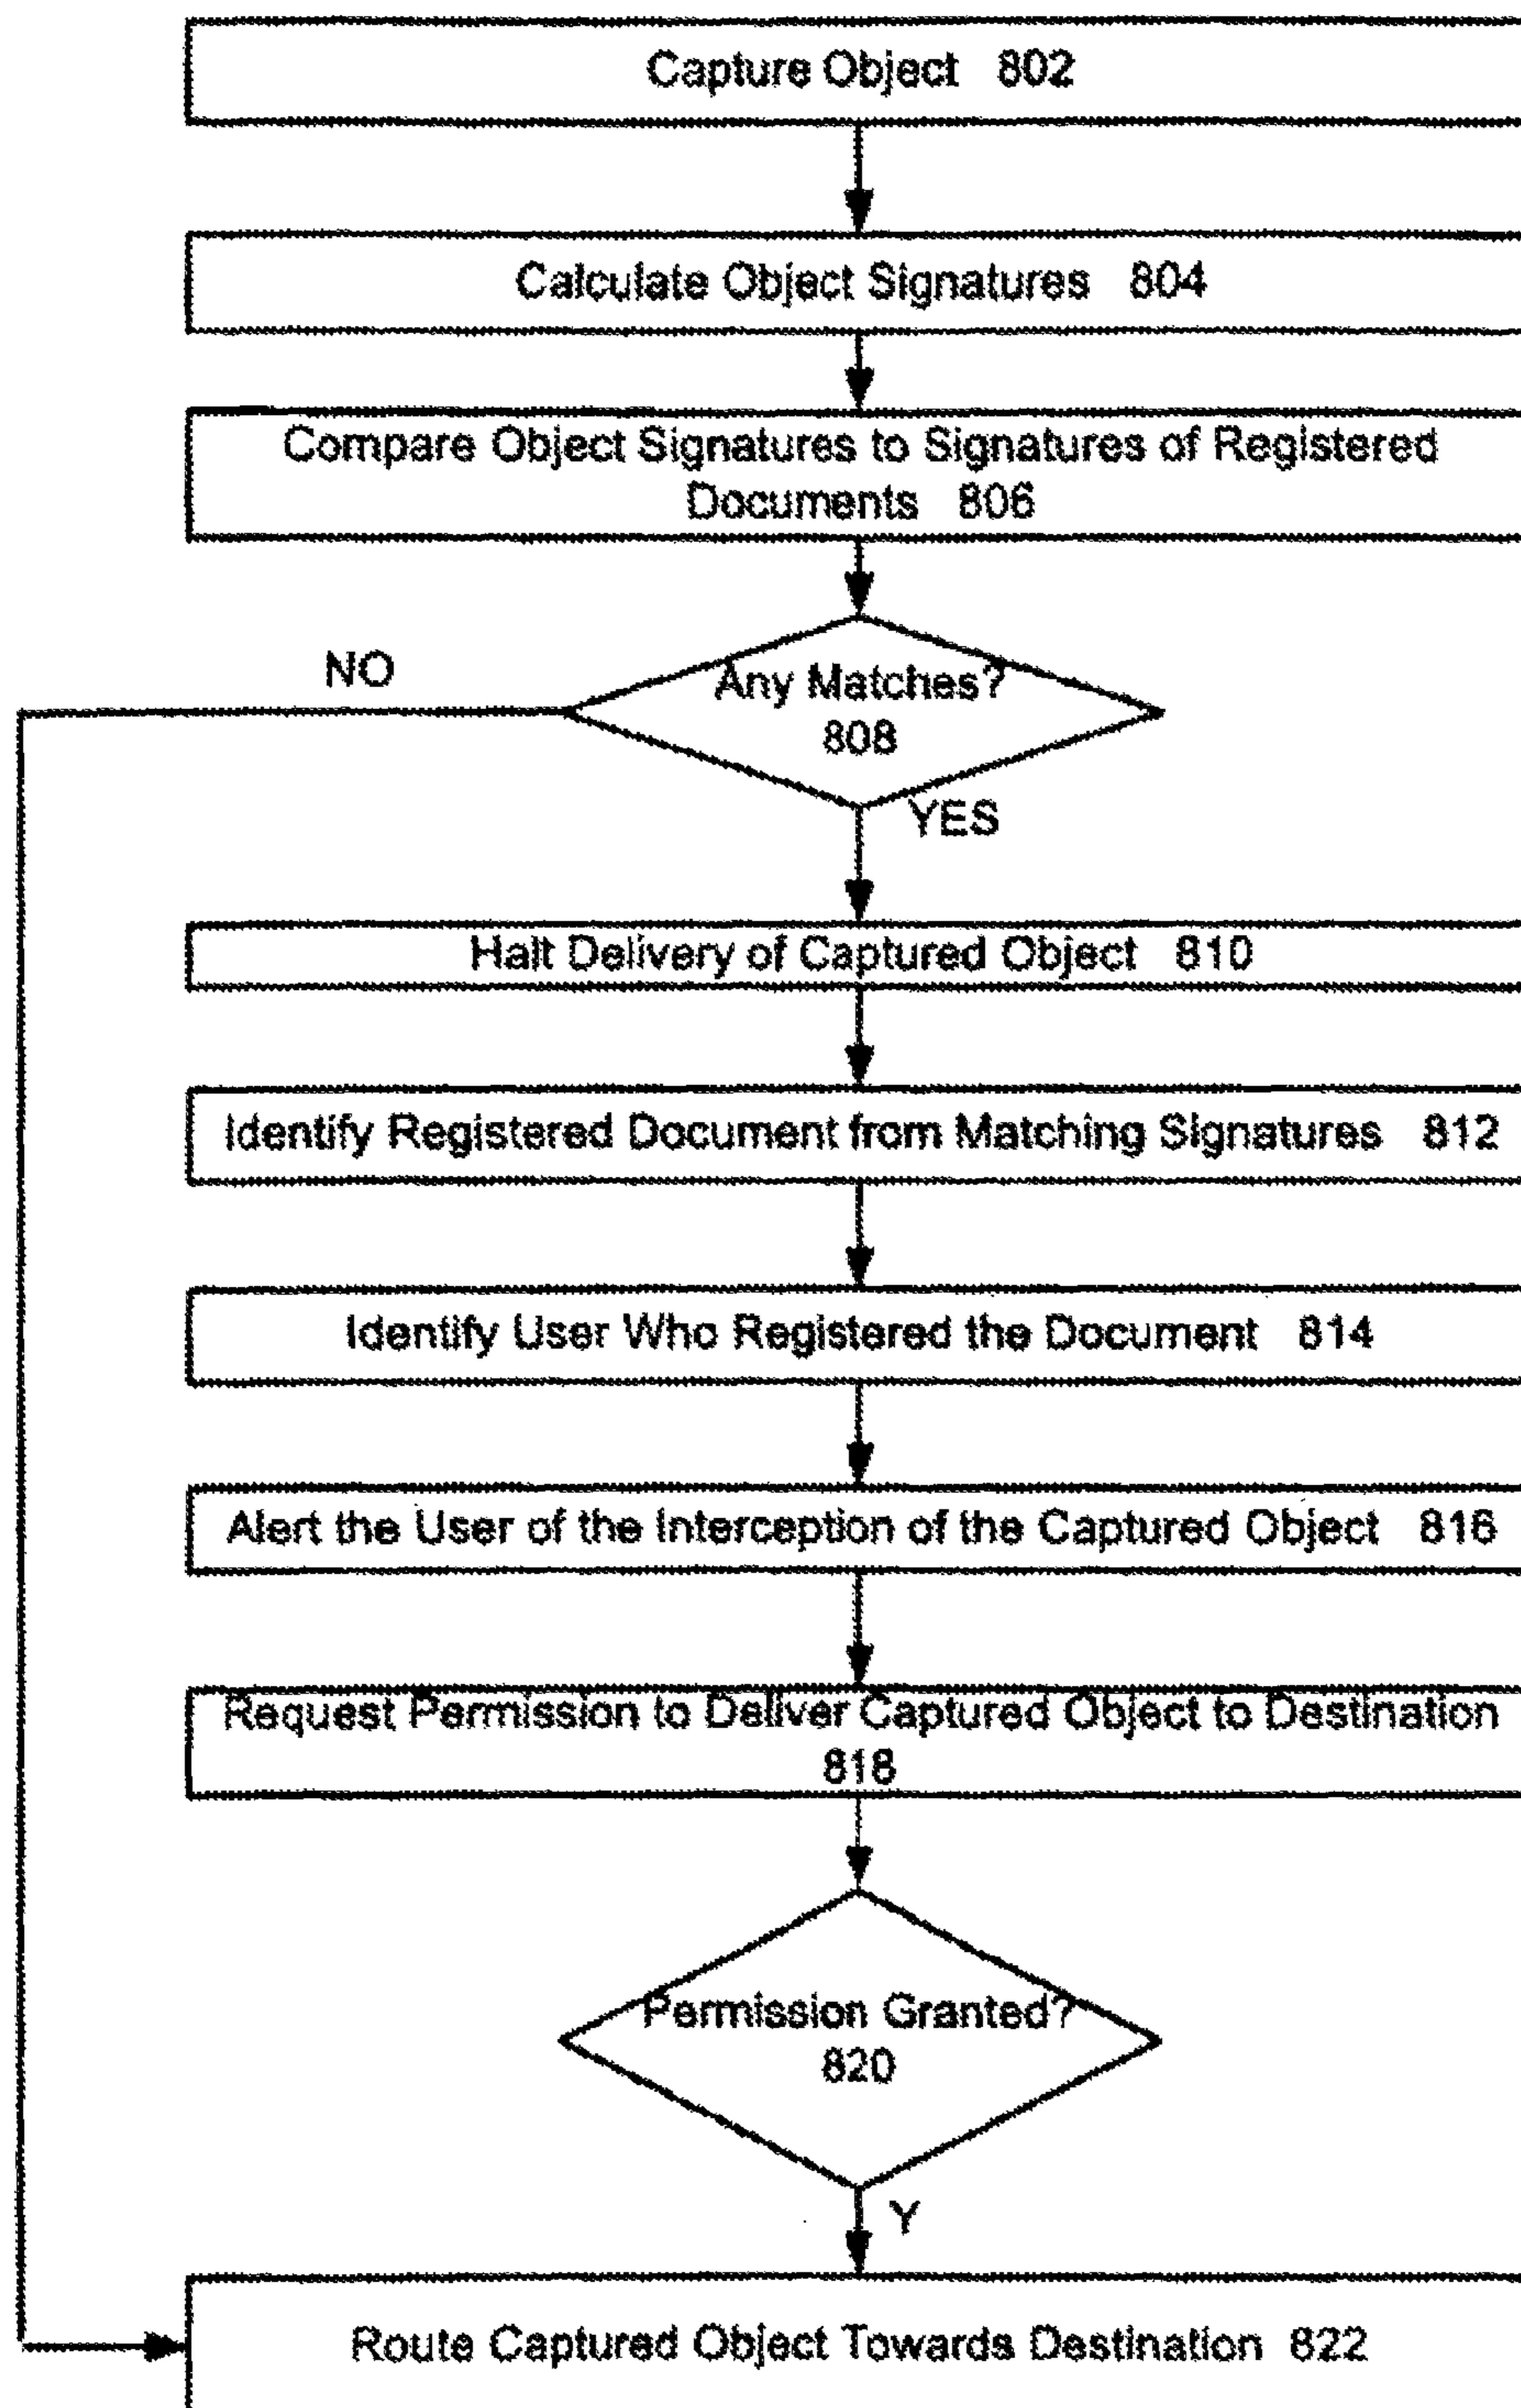 Capture Object 802
Calculate Object Signatures 804
Compare Object Signatures to Signatures of Registered
Documents 806
Any Matches?
808
NO
YES
Halt Delivery of Captured Object 810
Identify Registered Document from Matching Signatures 812
Identify User Who Registered the Document 814
Alert the User of the Interception of the Captured Object 816
Request Permission to Deliver Captured Object to Destination
818
Permission Granted?
820
Y
Route Captured Object Towards Destination 822